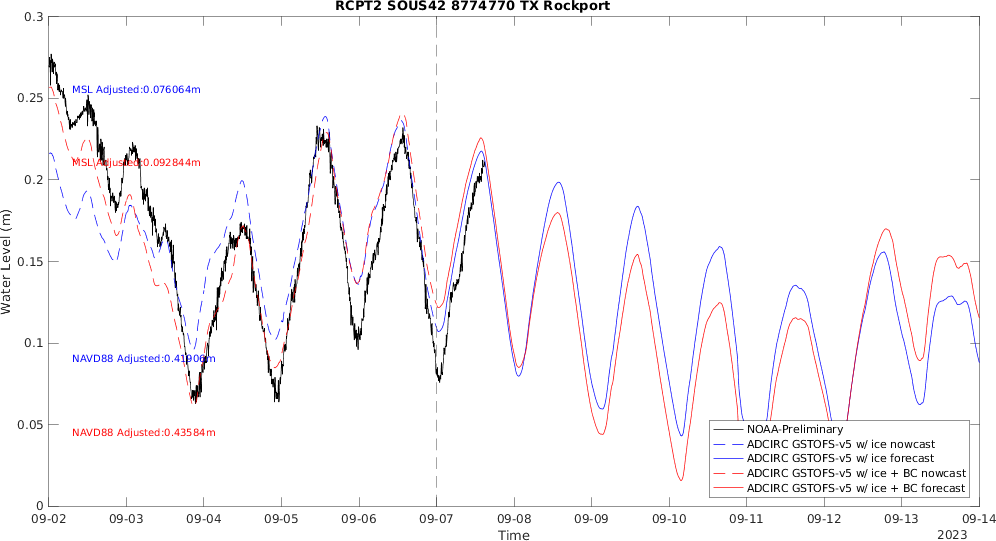 RCPT2 SOUS42 8774770 TX Rockport
0.3
0.25
0.2
0.15
0.1
0.05
0
Water Level (m)
MSL Adjusted:0.076064m
MSL Adjusted:0.092844m
NAVD88 Adjusted:0.41906m
NAVD88 Adjusted:0.43584m
NOAA-Preliminary
ADCIRC GSTOFS-v5 w/ ice nowcast
ADCIRC GSTOFS-v5 w/ ice forecast
ADCIRC GSTOFS-v5 w/ ice + BC nowcast
ADCIRC GSTOFS-v5 w/ ice + BC forecast
09-02 09-03 09-04 09-05 09-06 09-07 09-08 09-09 09-10 09-11 09-12 09-13 09-14
Time
2023